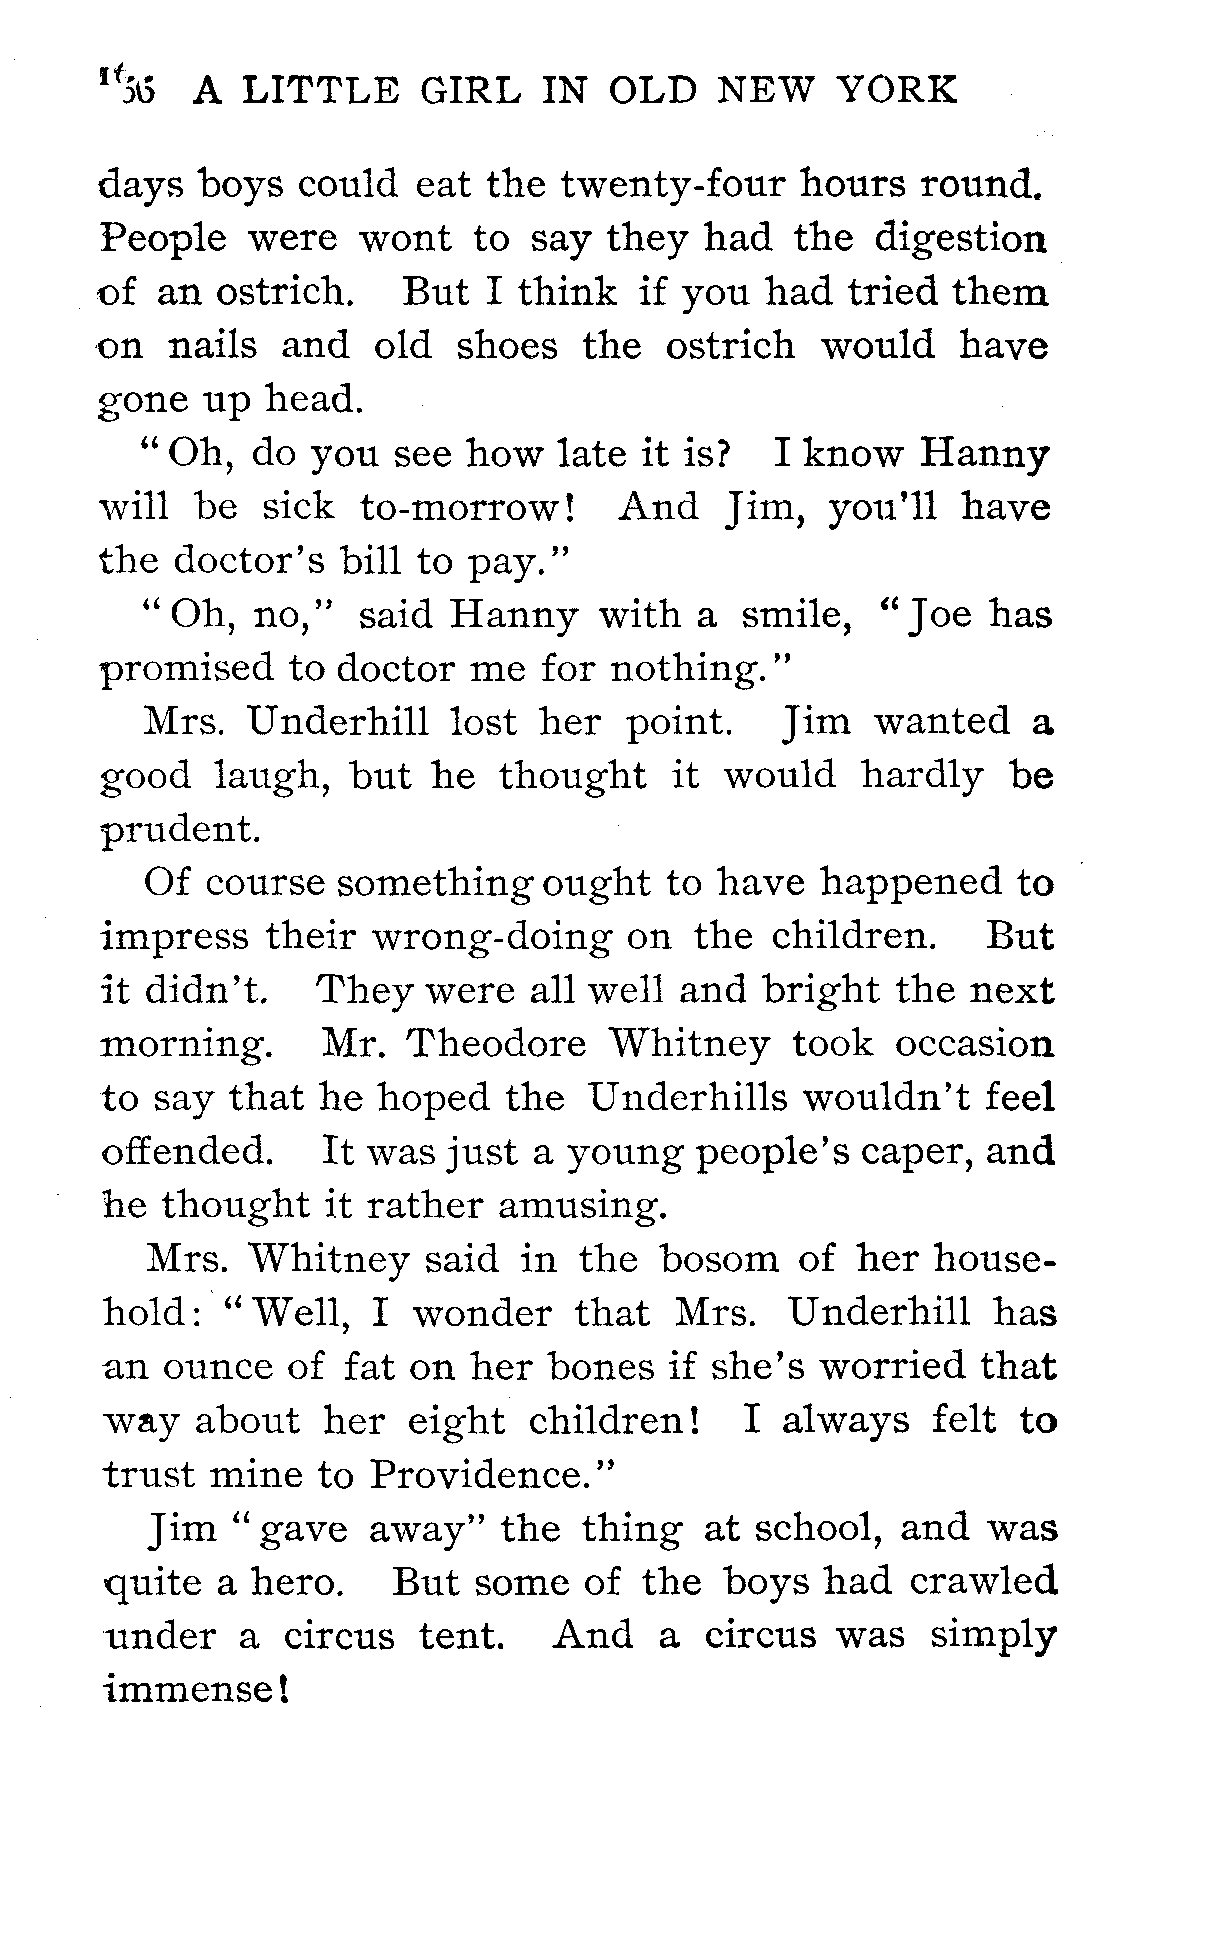 A LITTLE GIRL IN OLD NEW YORK
days boys could eat the twenty-four hours round.
People were wont to say they had the digestion
of an ostrich. But I think if you had tried them
on nails and old shoes the ostrich would have
gone up head.
“Oh, do you see how late it is? I know Hanny
will be sick to-morrow! And Jim, you'll have
the doctor's bill to pay.”
“Oh, no,” said Hanny with a smile, “Joe has
promised to doctor me for nothing.”
Mrs. Underhill lost her point. Jim wanted a
good laugh, but he thought it would hardly be
prudent.
Of course something ought to have happened to
impress their wrong-doing on the children. But
it didn't. They were all well and bright the next
morning. Mr. Theodore Whitney took occasion
to say that he hoped the Underhills wouldn't feel
offended. It was just a young people's caper, and
he thought it rather amusing.
Mrs. Whitney said in the bosom of her house-
hold: “Well, I wonder that Mrs. Underhill has
an ounce of fat on her bones if she's worried that
way about her eight children! I always felt to
trust mine to Providence.”
Jim “gave away” the thing at school, and was
quite a hero. But some of the boys had crawled
under a circus tent. And a circus was simply
immense!